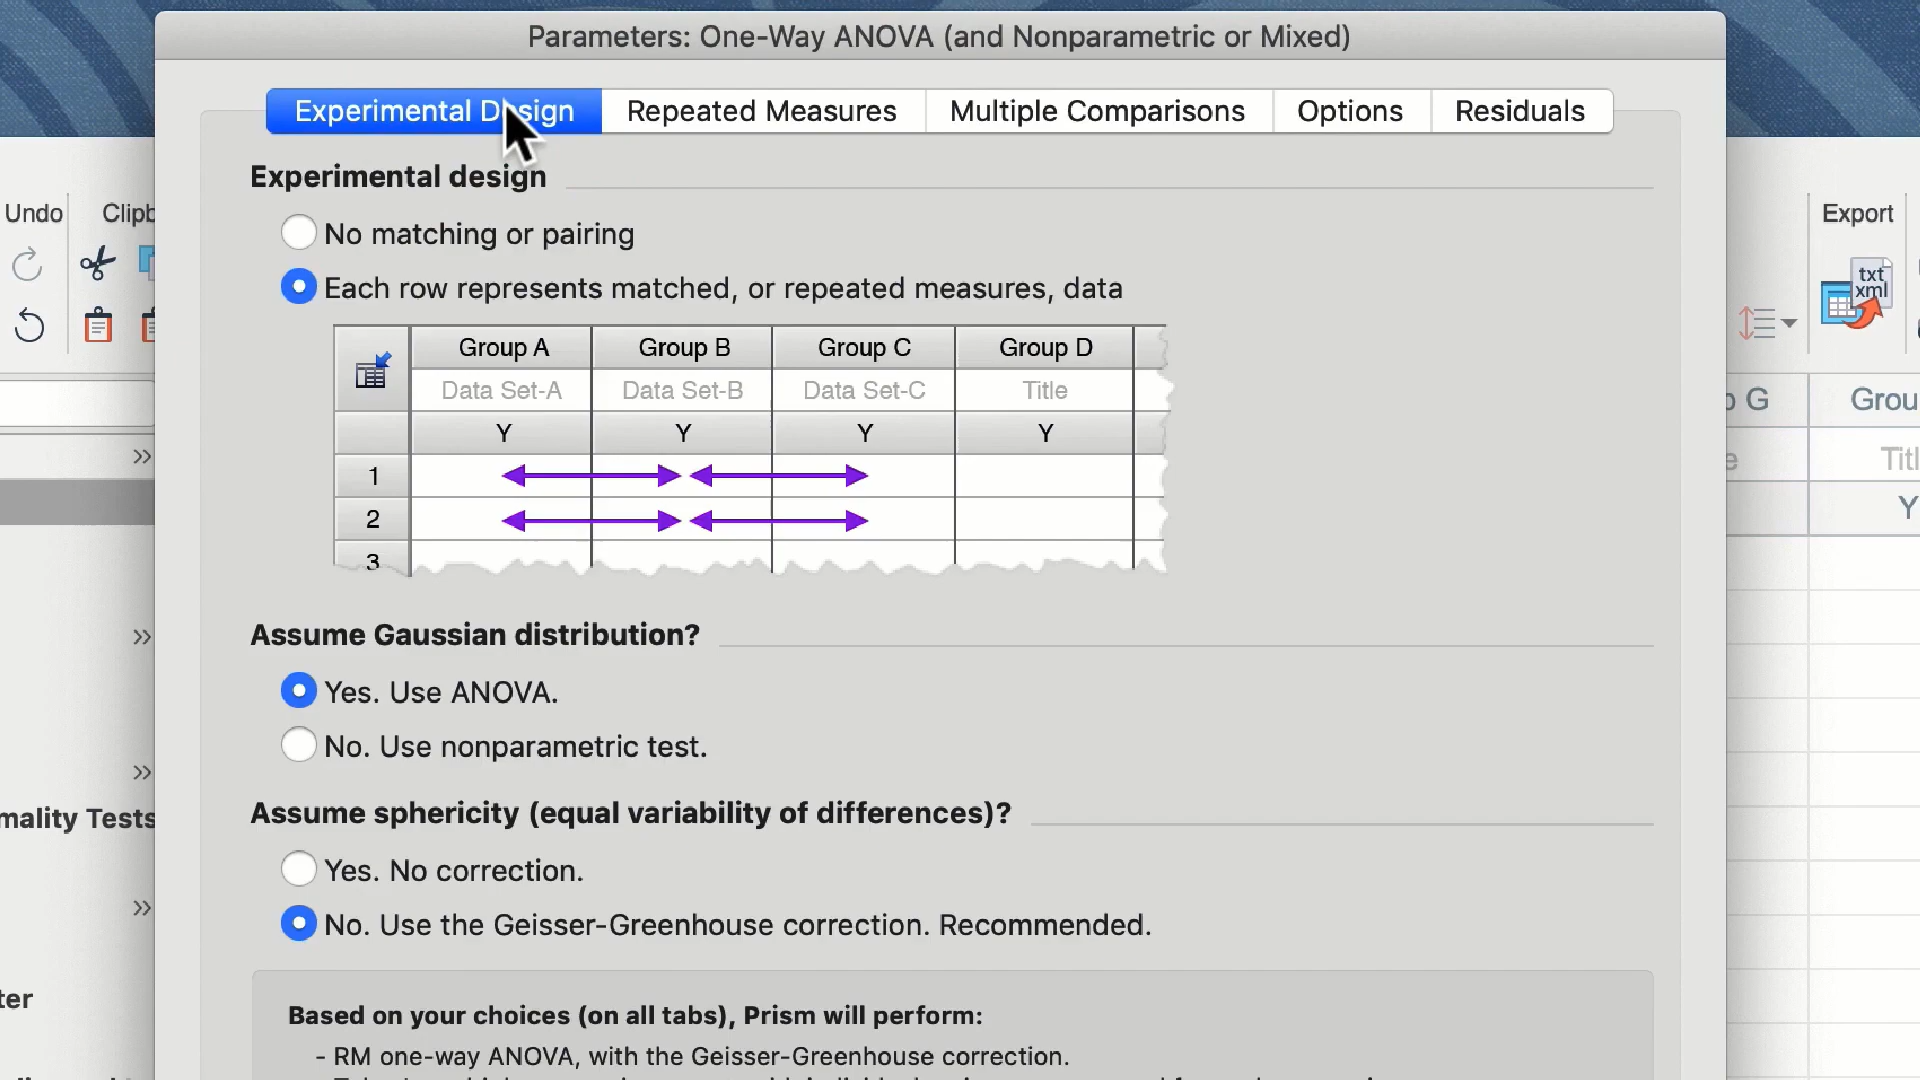 Parameters: One-Way ANOVA (and Nonparametric or Mixed)
Experimental Design
Repeated Measures
Multiple Comparisons
Options
Residuals
Experimental design
Undo
Export
txt
xml
No matching or pairing
Each row represents matched, or repeated measures, data
Group A
Group B
Group C
Group D
Data Set-A
Data Set-B
Data Set-C
Title
Y
Y
Y
Y
1
2
3
G
Y
Assume Gaussian distribution?
Yes. Use ANOVA.
No. Use nonparametric test.
Assume sphericity (equal variability of differences)?
Tests
Yes. No correction.
No. Use the Geisser-Greenhouse correction. Recommended.
Based on your choices (on all tabs), Prism will perform:
- RM one-way ANOVA, with the Geisser-Greenhouse correction.